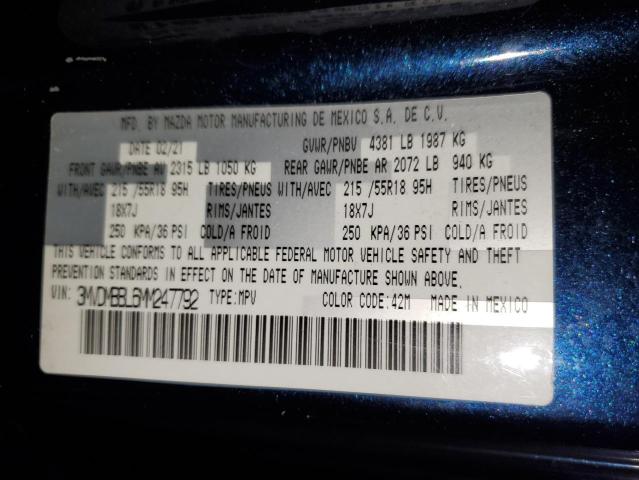 MFD. BY MAZDA MOTOR MANUFACTURING DE MEXICO S.A. DE C.V.
DATE 02/21 GVWR/PNBV 4381 LB 1987 KG
FRONT GAWR/PNBE AV 2315 LB 1050 KG REAR GAWR/PNBE AR 2072 LB 940 KG
WITH/AVEC 215 /55R18 95H TIRES/PNEUS WITH/AVEC 215 /55R18 95H TIRES/PNEUS
18X7J RIMS/JANTES 18X7J RIMS/JANTES
250 KPA/36 PSI COLD/A FROID 250 KPA/36 PSI COLD/A FROID
THIS VEHICLE CONFORMS TO ALL APPLICABLE FEDERAL MOTOR VEHICLE SAFETY AND THEFT
PREVENTION STANDARDS IN EFFECT ON THE DATE OF MANUFACTURE SHOWN ABOVE.
VIN: 3MVDMBBL6MM247792 TYPE: MPV COLOR CODE: 42M MADE IN MEXICO